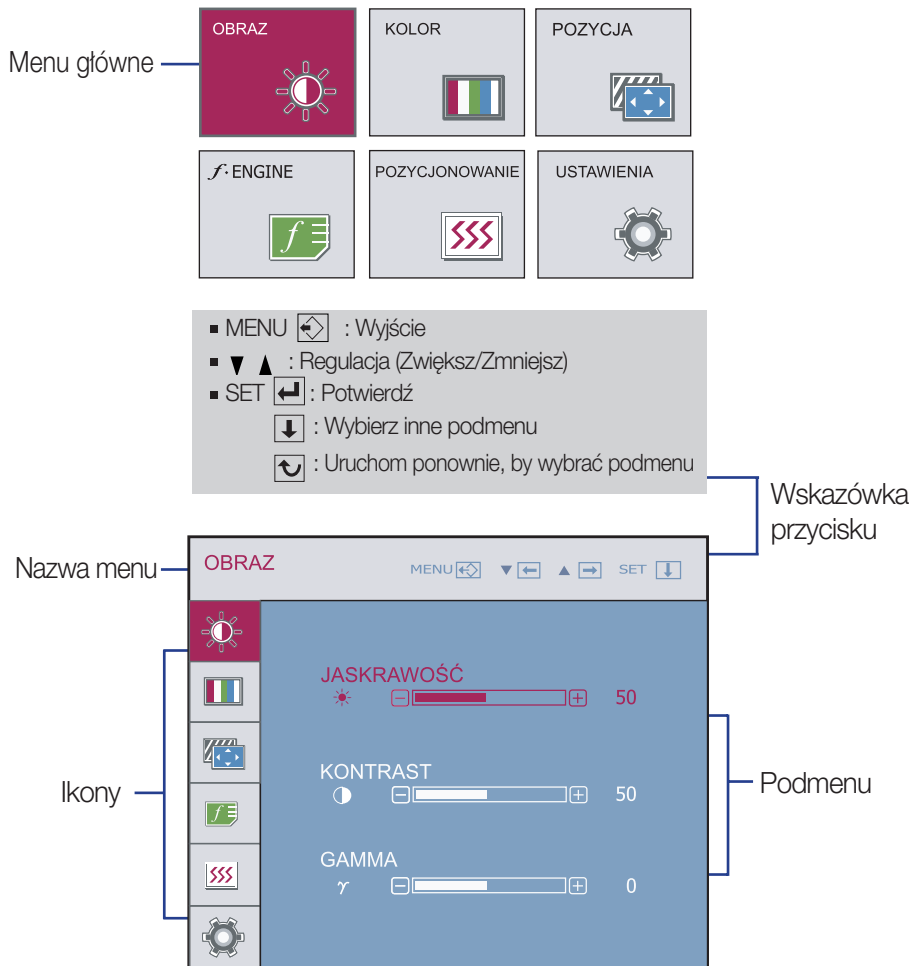 OBRAZ
KOLOR
POZYCJA
Menu główne
f·ENGINE
POZYCJONOWANIE
USTAWIENIA
f
MENU : Wyjście
▼ ▲ : Regulacja (Zwiększ/Zmniejsz)
SET : Potwierdź
: Wybierz inne podmenu
: Uruchom ponownie, by wybrać podmenu
Wskazówka
przycisku
Nazwa menu
OBRAZ
MENU ▼ ▲ SET
JASKRAWOŚĆ
50
KONTRAST
50
Ikony
Podmenu
f
GAMMA
γ 0